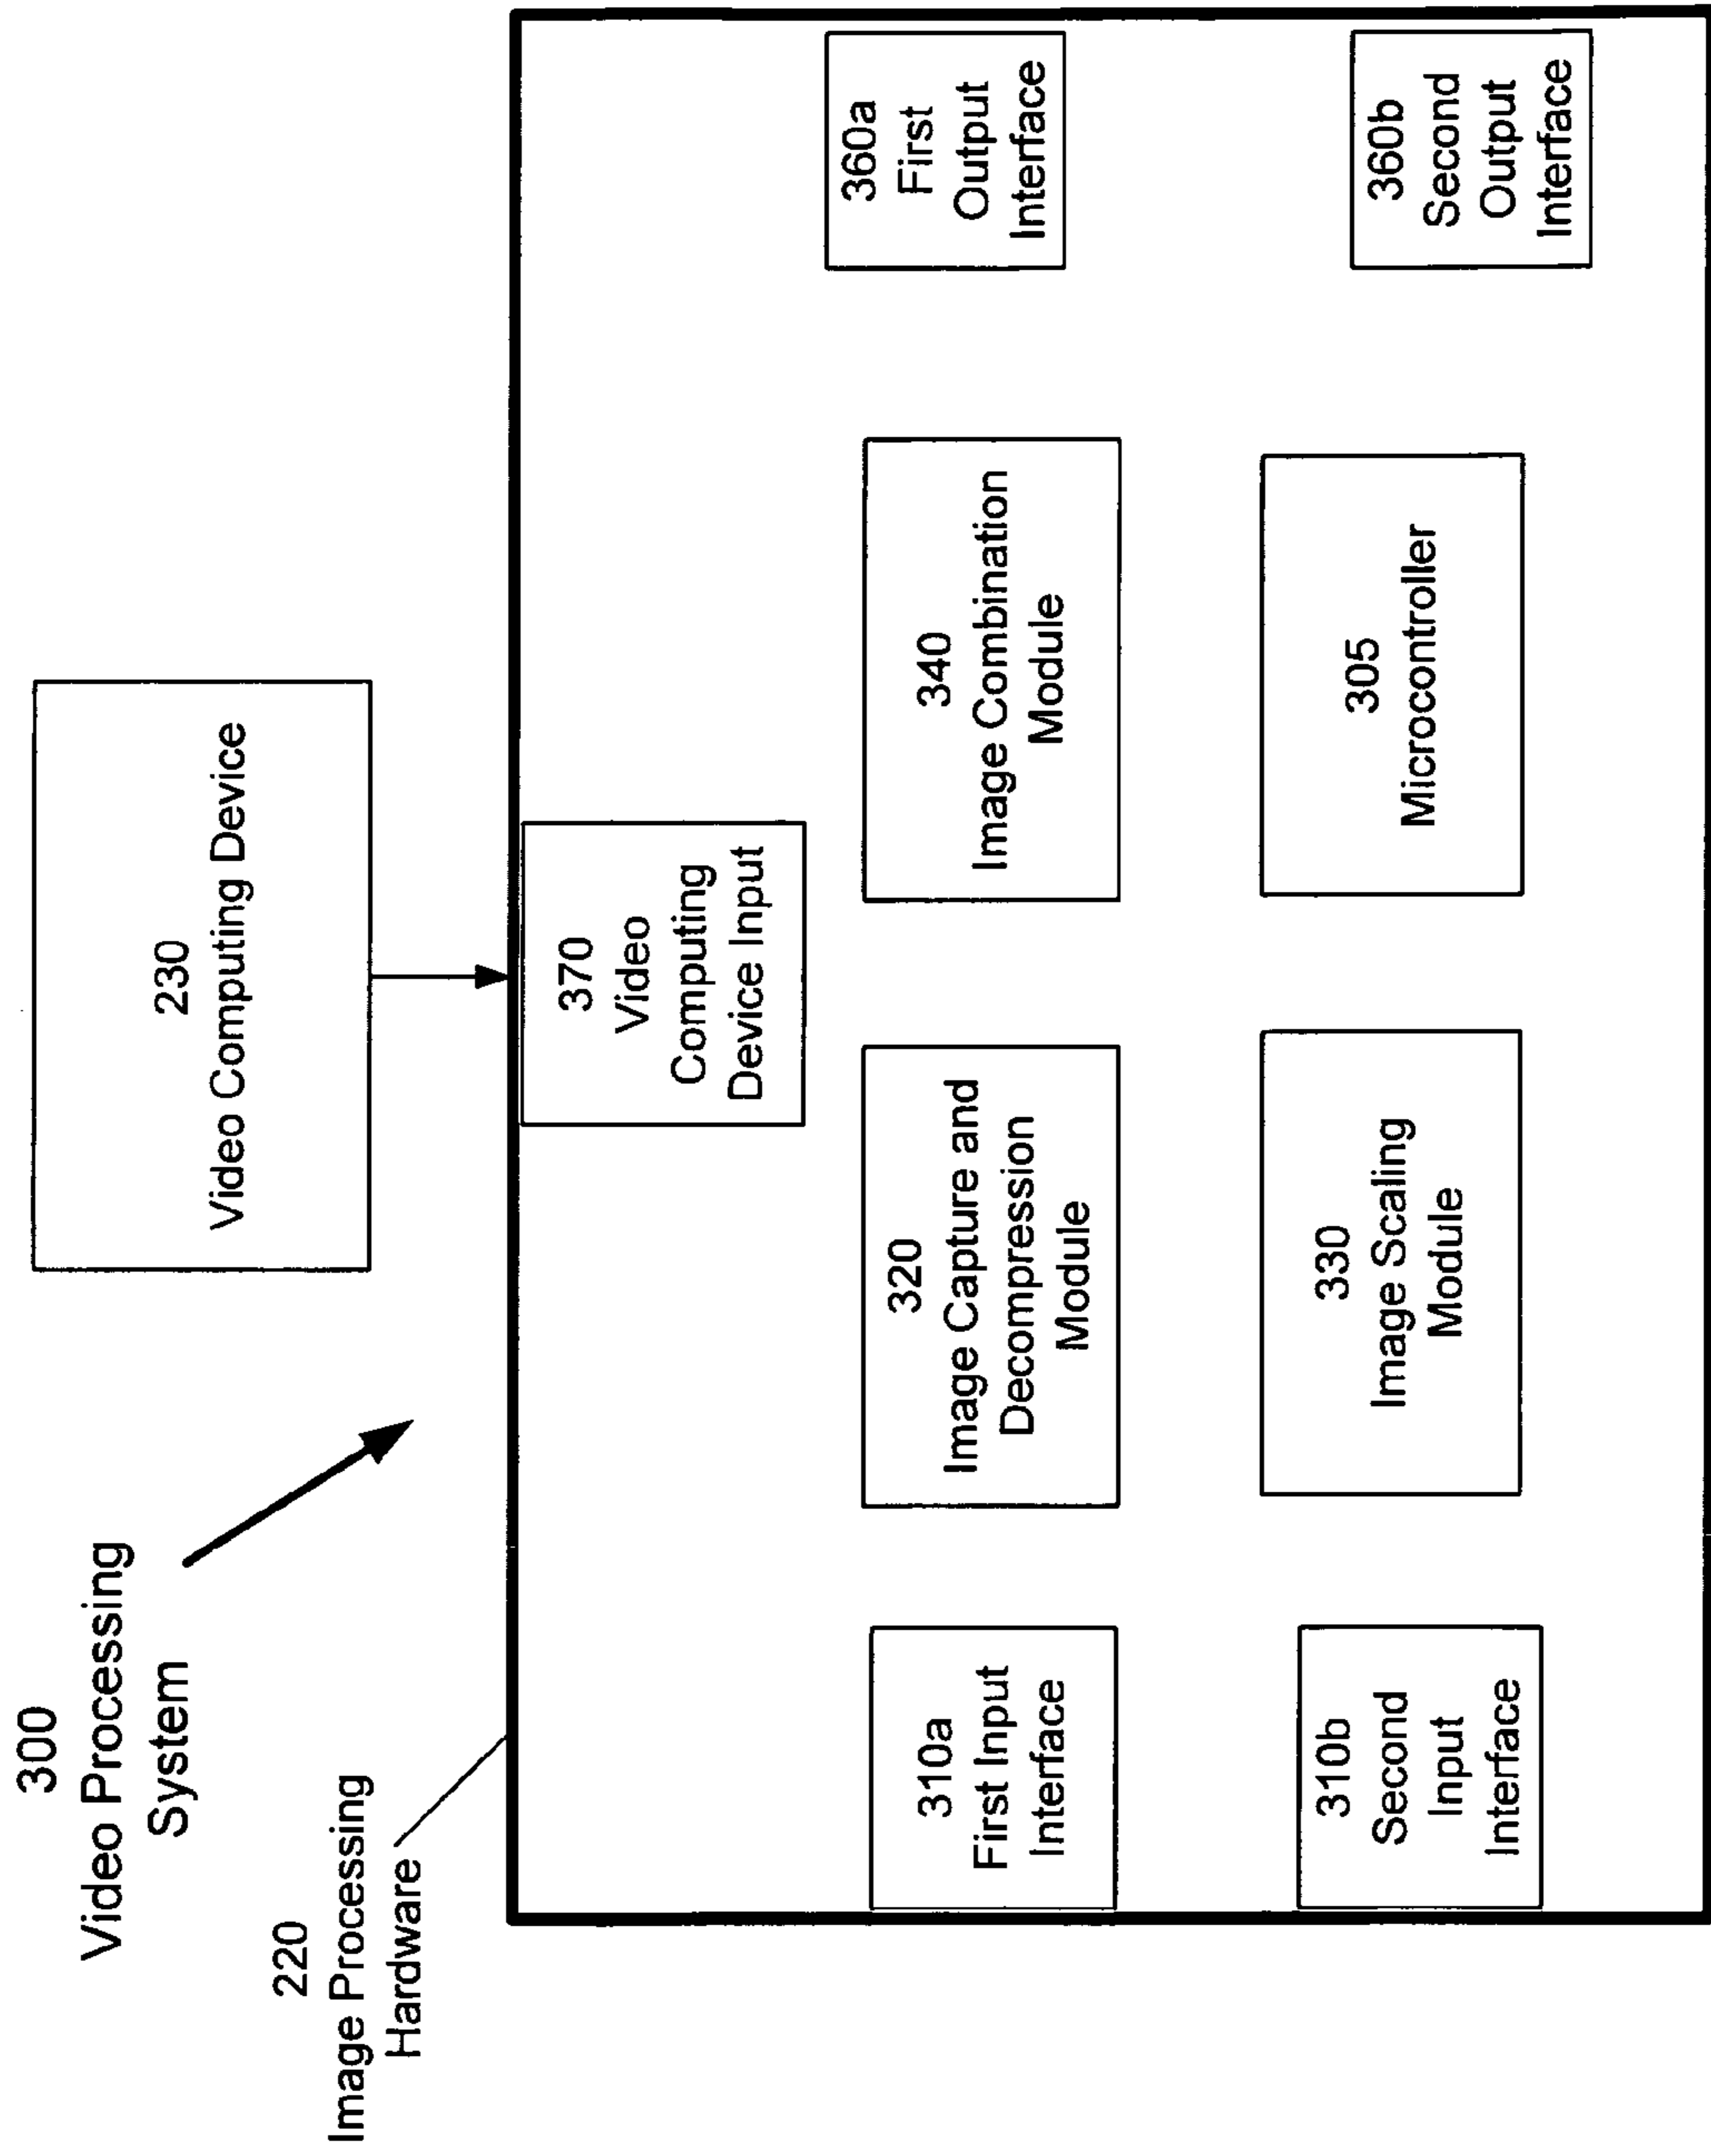 300
Video Processing
System
220
Image Processing
Hardware
230
Video Computing Device
370
Video
Computing
Device Input
310a
First Input
Interface
320
Image Capture and
Decompression
Module
340
Image Combination
Module
360a
First
Output
Interface
310b
Second
Input
Interface
330
Image Scaling
Module
305
Microcontroller
360b
Second
Output
Interface